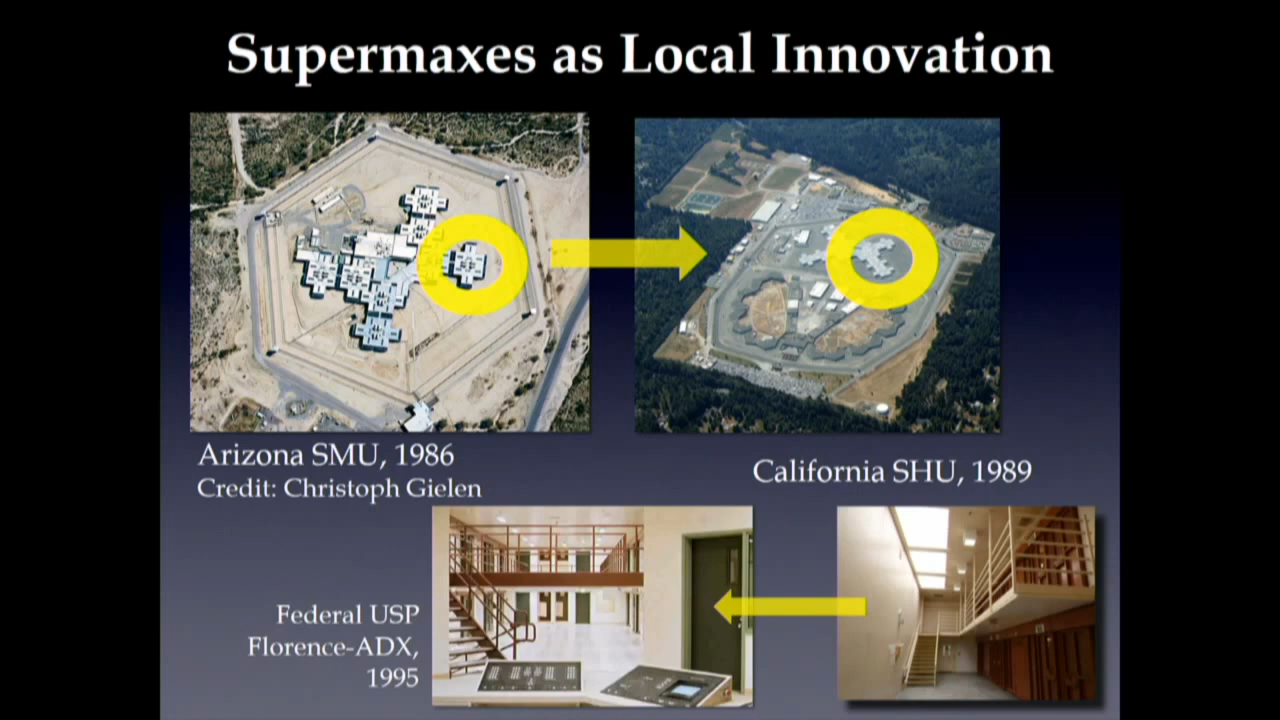 Supermaxes as Local Innovation
Arizona SMU, 1986
Credit: Christoph Gielen
California SHU, 1989
Federal USP
Florence-ADX,
1995